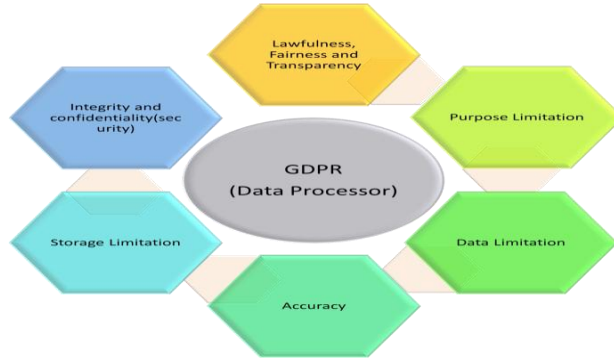 Lawfulness,
Fairness and
Transparency
Purpose Limitation
Data Limitation
Accuracy
Storage Limitation
Integrity and
confidentiality(sec
urity)
GDPR
(Data Processor)